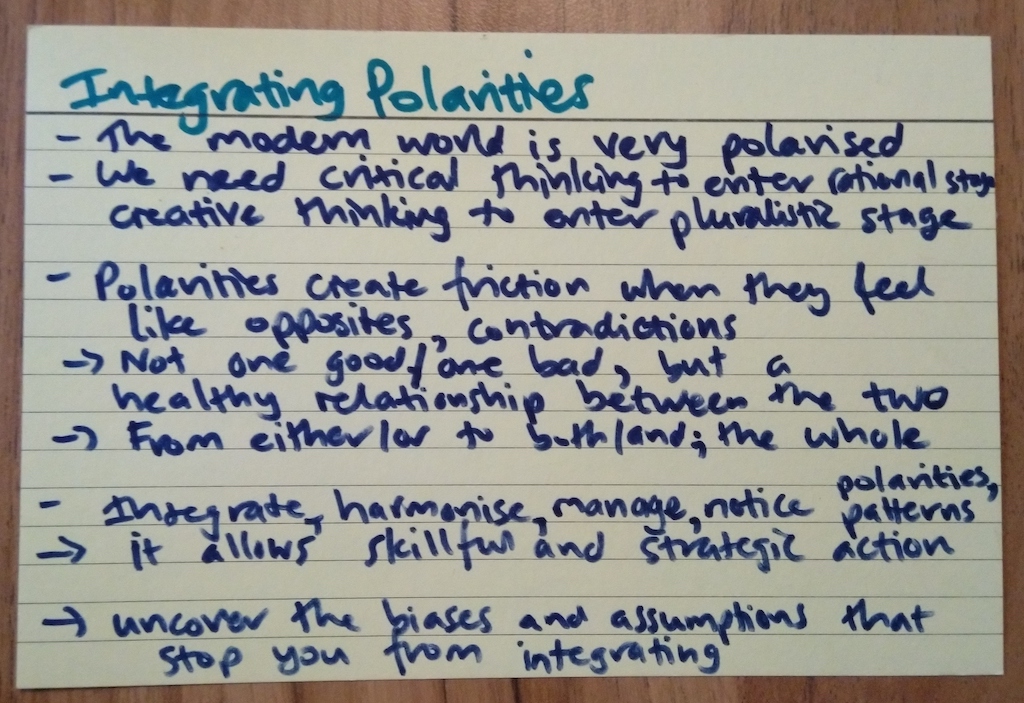 Integrating Polarities
- The modern world is very polarised
- We need critical thinking to enter rational stage
creative thinking to enter pluralistic stage
- Polarities create friction when they feel
like opposites, contradictions
→ Not one good/one bad, but a
healthy relationship between the two
→ From either/or to both/and; the whole
polarities,
- Integrate, harmonise, manage, notice patterns
→ it allows skillful and strategic action
→ uncover the biases and assumptions that
stop you from integrating